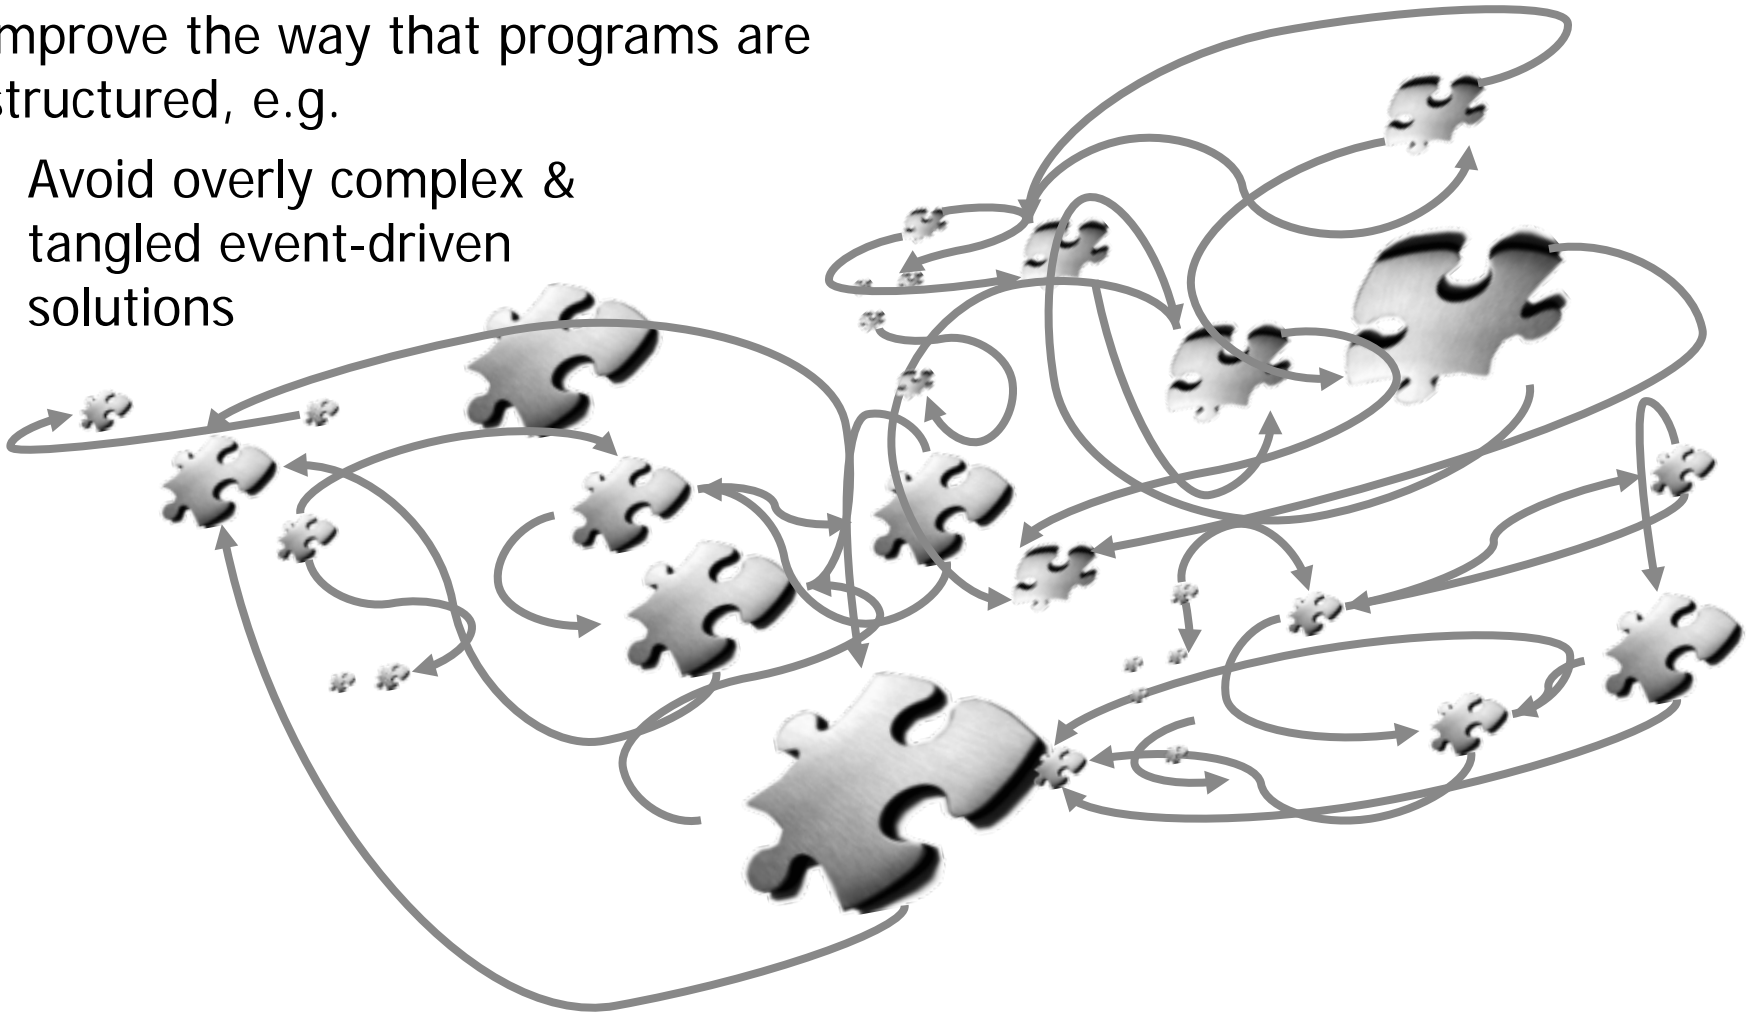 mprove the way that programs are
structured, e.g.
Avoid overly complex &
tangled event-driven
solutions